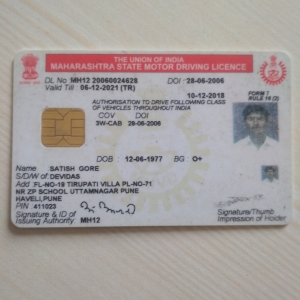 THE UNION OF INDIA
MAHARASHTRA STATE MOTOR DRIVING LICENCE
DL No MH12 20060024628 DOI : 28-06-2006
Valid Till : 06-12-2021 (TR)
10-12-2018
FORM 7
RULE 16 (2)
AUTHORISATION TO DRIVE FOLLOWING CLASS
OF VEHICLES THROUGHOUT INDIA
COV DOI
3W-CAB 28-06-2006
DOB : 12-06-1977 BG : O+
Name : SATISH GORE
S/D/W of : DEVIDAS
Add : FL-NO-19 TIRUPATI VILLA PL-NO-71
NR ZP SCHOOL UTTAMNAGAR PUNE
HAVELI,PUNE
PIN : 411023
Signature & ID of
Issuing Authority : MH12
Signature/Thumb
Impression of Holder